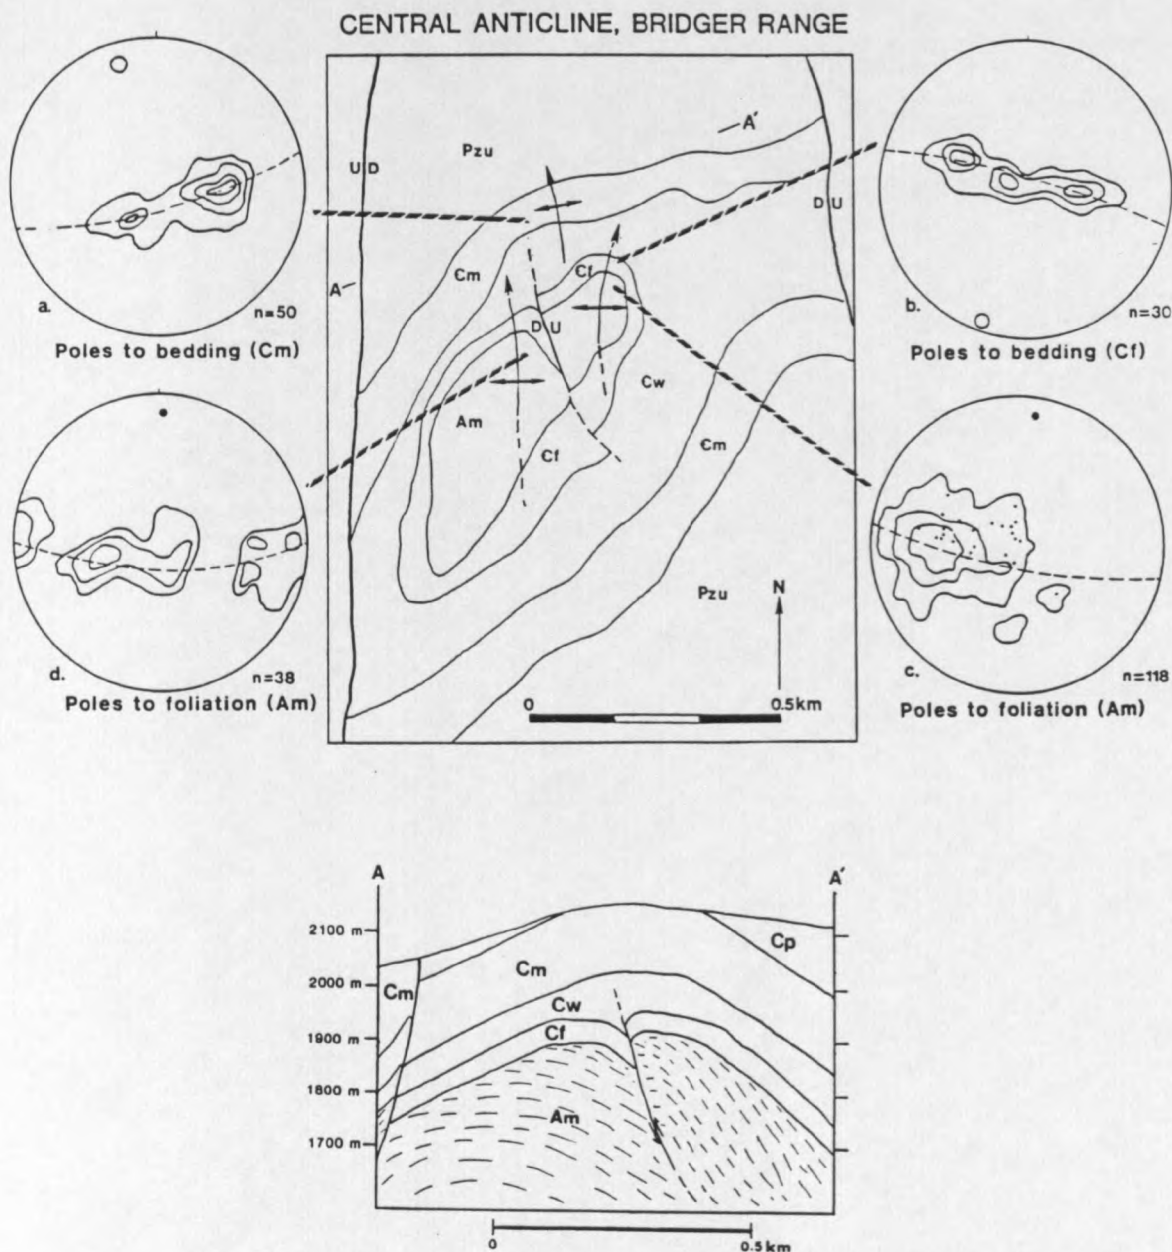 CENTRAL ANTICLINE, BRIDGER RANGE
a.
n=50
Poles to bedding (Cm)
b.
n=30
Poles to bedding (Cf)
d.
n=38
Poles to foliation (Am)
c.
n=118
Poles to foliation (Am)
U D
Pzu
A'
D U
A
Cm
Cf
D U
Cw
Am
Cf
Cm
Pzu
N
0
0.5km
A
A'
2100 m
2000 m
1900 m
1800 m
1700 m
Cm
Cm
Cp
Cw
Cf
Am
0
0.5km